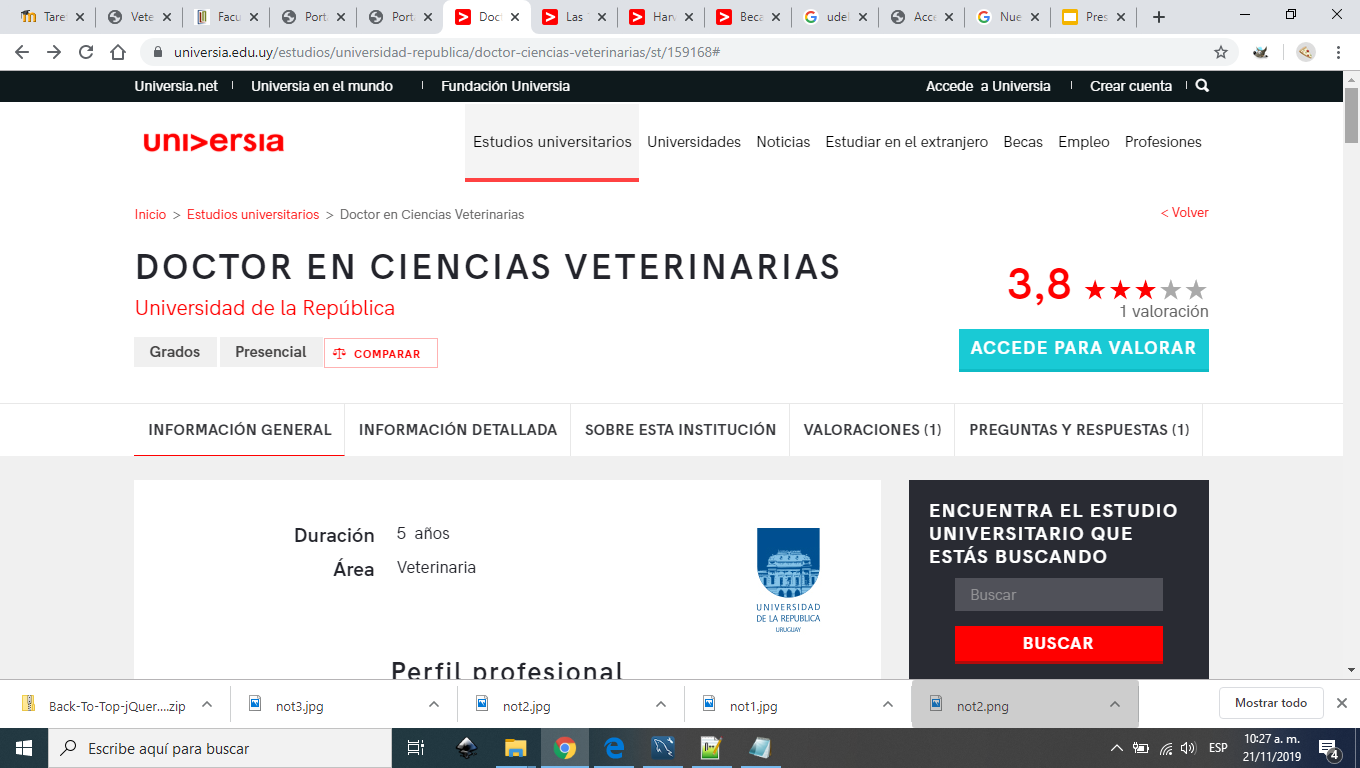 Tare
Vete
Facu
Port
Port
Doct
Las
Harv
Beca
udel
Acce
Nue
Pres
universia.edu.uy/estudios/universidad-republica/doctor-ciencias-veterinarias/st/159168#
Universia.net
Universia en el mundo
Fundación Universia
Accede a Universia
Crear cuenta
uni>ersia
Estudios universitarios
Universidades
Noticias
Estudiar en el extranjero
Becas
Empleo
Profesiones
Inicio > Estudios universitarios > Doctor en Ciencias Veterinarias
< Volver
DOCTOR EN CIENCIAS VETERINARIAS
Universidad de la República
3,8
1 valoración
Grados
Presencial
COMPARAR
ACCEDE PARA VALORAR
INFORMACIÓN GENERAL
INFORMACIÓN DETALLADA
SOBRE ESTA INSTITUCIÓN
VALORACIONES (1)
PREGUNTAS Y RESPUESTAS (1)
Duración 5 años
Área Veterinaria
UNIVERSIDAD
DE LA REPUBLICA
URUGUAY
Perfil profesional
ENCUENTRA EL ESTUDIO
UNIVERSITARIO QUE
ESTÁS BUSCANDO
Buscar
BUSCAR
Back-To-Top-jQuer....zip
not3.jpg
not2.jpg
not1.jpg
not2.png
Mostrar todo
Escribe aquí para buscar
ESP
10:27 a. m.
21/11/2019
4